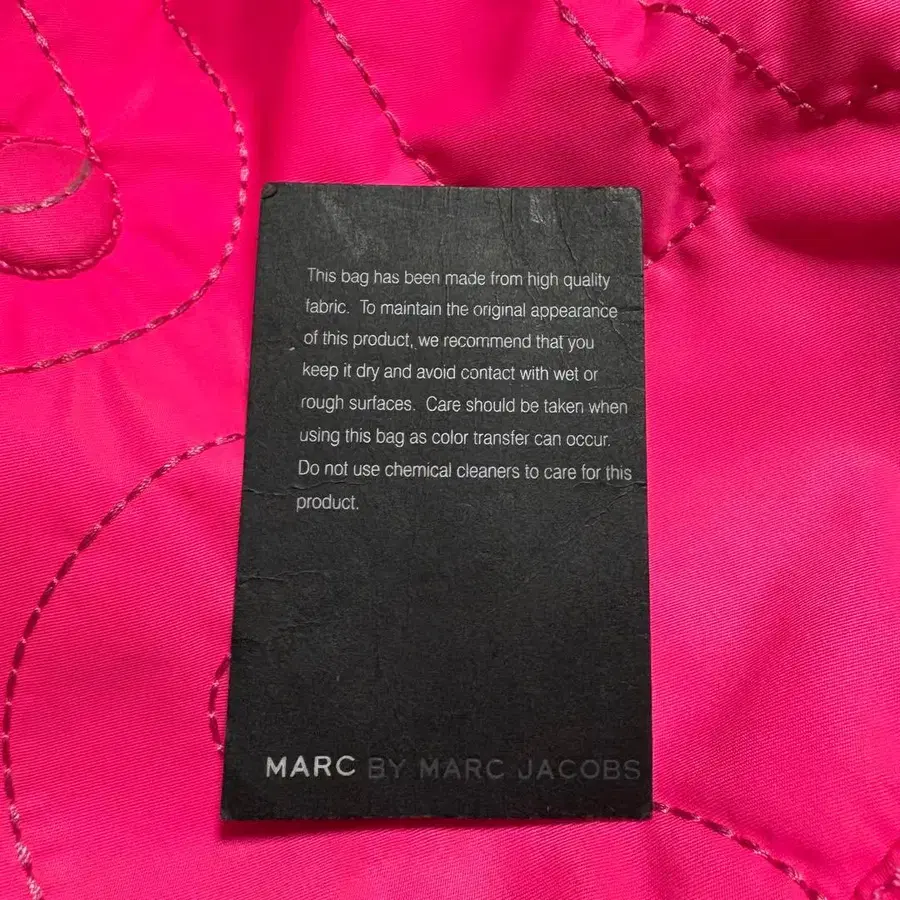 This bag has been made from high quality
fabric.  To maintain the original appearance
of this product, we recommend that you
keep it dry and avoid contact with wet or
rough surfaces.  Care should be taken when
using this bag as color transfer can occur.
Do not use chemical cleaners to care for this
product.
MARC BY MARC JACOBS